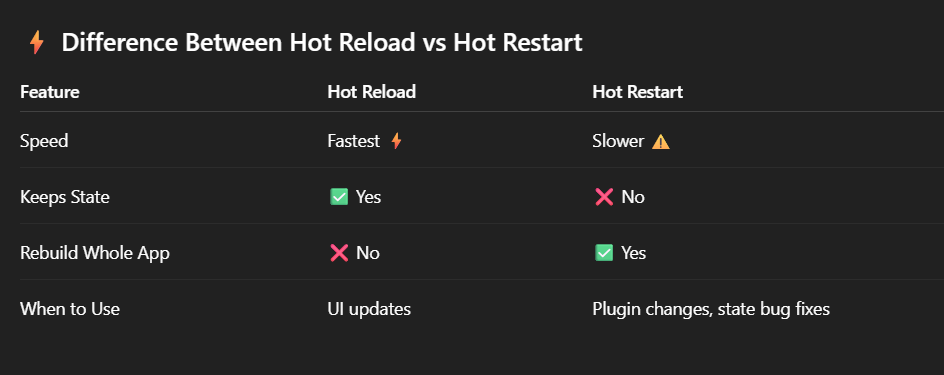 ⚡ Difference Between Hot Reload vs Hot Restart
Feature Hot Reload Hot Restart
Speed Fastest ⚡ Slower ⚠️
Keeps State ✅ Yes ❌ No
Rebuild Whole App ❌ No ✅ Yes
When to Use UI updates Plugin changes, state bug fixes